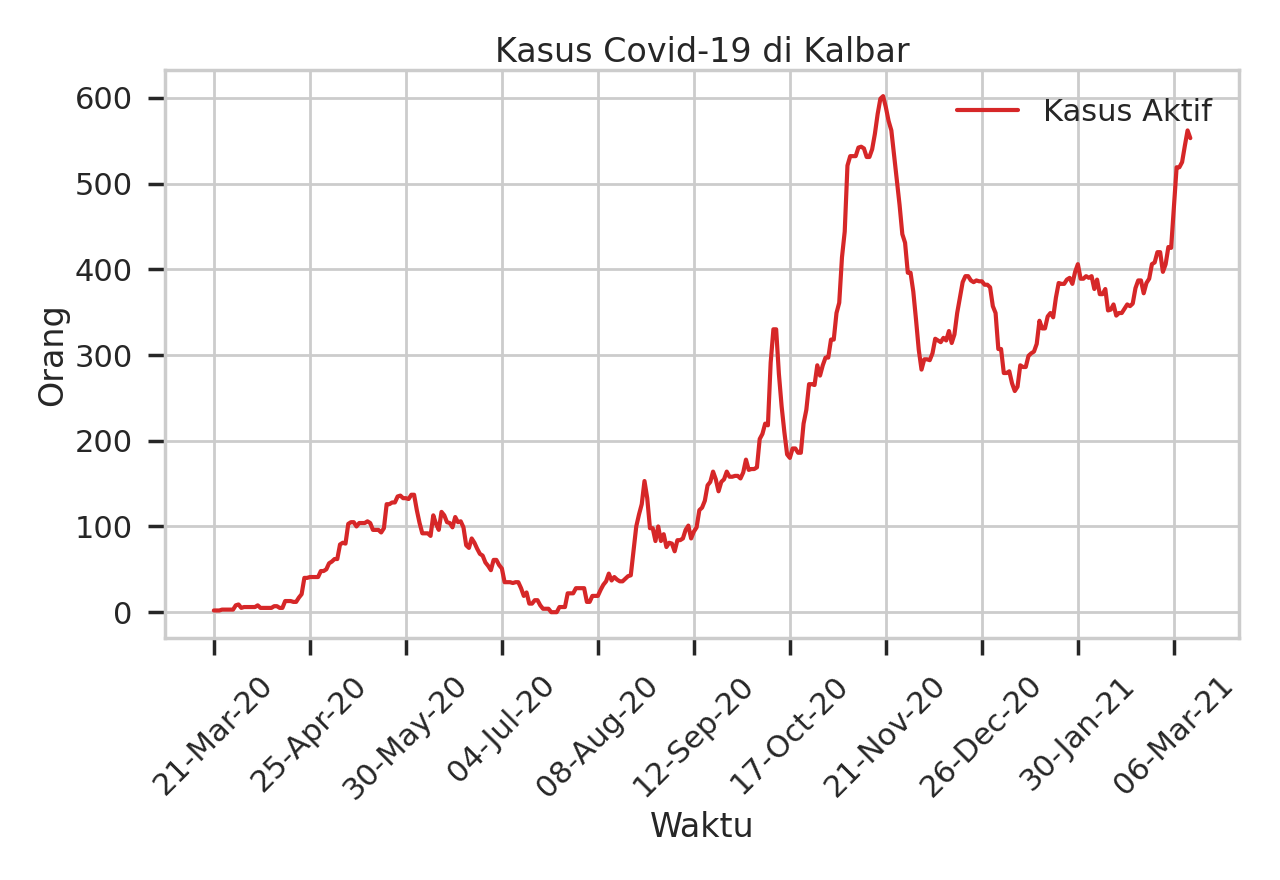 Kasus Covid-19 di Kalbar
Kasus Aktif
Orang
600
500
400
300
200
100
0
21-Mar-20
25-Apr-20
30-May-20
04-Jul-20
08-Aug-20
12-Sep-20
17-Oct-20
21-Nov-20
26-Dec-20
30-Jan-21
06-Mar-21
Waktu